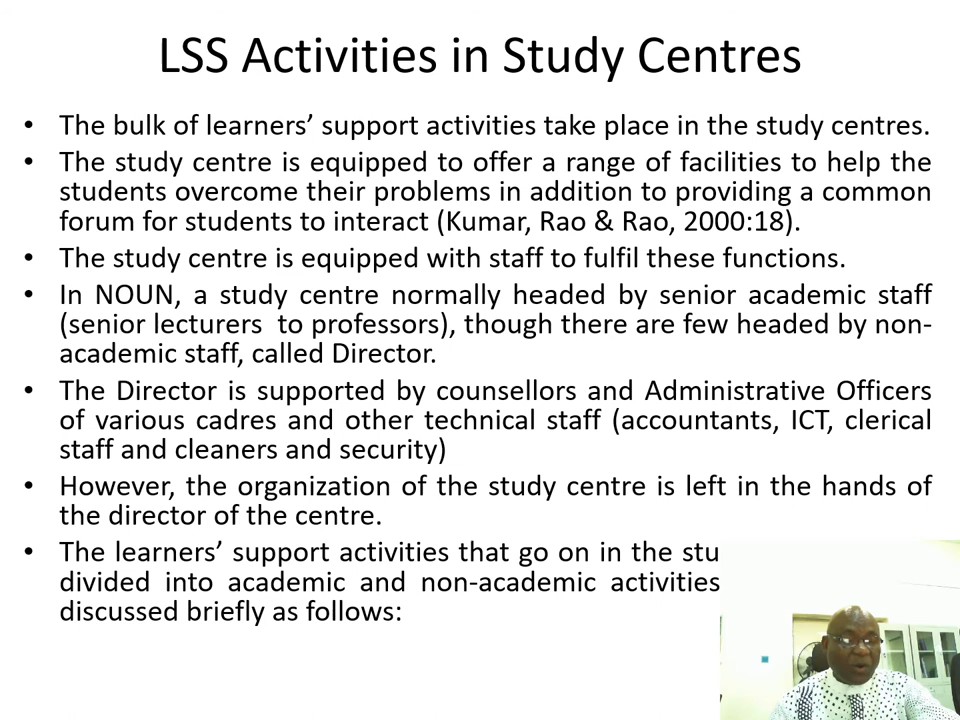 LSS Activities in Study Centres
• The bulk of learners’ support activities take place in the study centres.
• The study centre is equipped to offer a range of facilities to help the
students overcome their problems in addition to providing a common
forum for students to interact (Kumar, Rao & Rao, 2000:18).
• The study centre is equipped with staff to fulfil these functions.
• In NOUN, a study centre normally headed by senior academic staff
(senior lecturers to professors), though there are few headed by non-
academic staff, called Director.
• The Director is supported by counsellors and Administrative Officers
of various cadres and other technical staff (accountants, ICT, clerical
staff and cleaners and security)
• However, the organization of the study centre is left in the hands of
the director of the centre.
• The learners’ support activities that go on in the stu
divided into academic and non-academic activities
discussed briefly as follows: